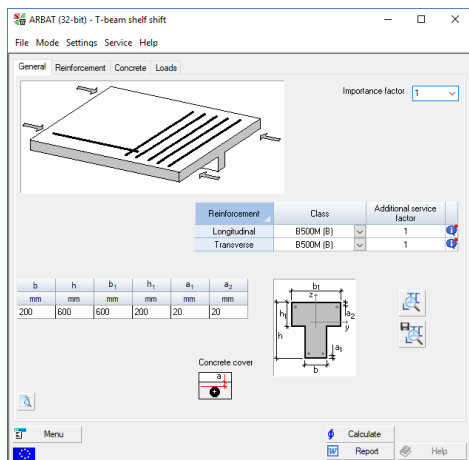 ARBAT (32-bit) - T-beam shelf shift
File Mode Settings Service Help
General Reinforcement Concrete Loads
Importance factor 1
Reinforcement Class Additional service factor
Longitudinal B500M (B) 1
Transverse B500M (B) 1
b h b₁ h₁ a₁ a₂
mm mm mm mm mm mm
200 600 600 200 20 20
b₁
z
h₁ a₂
y
h
a₁
b
Concrete cover
a
Menu Calculate
Report Help